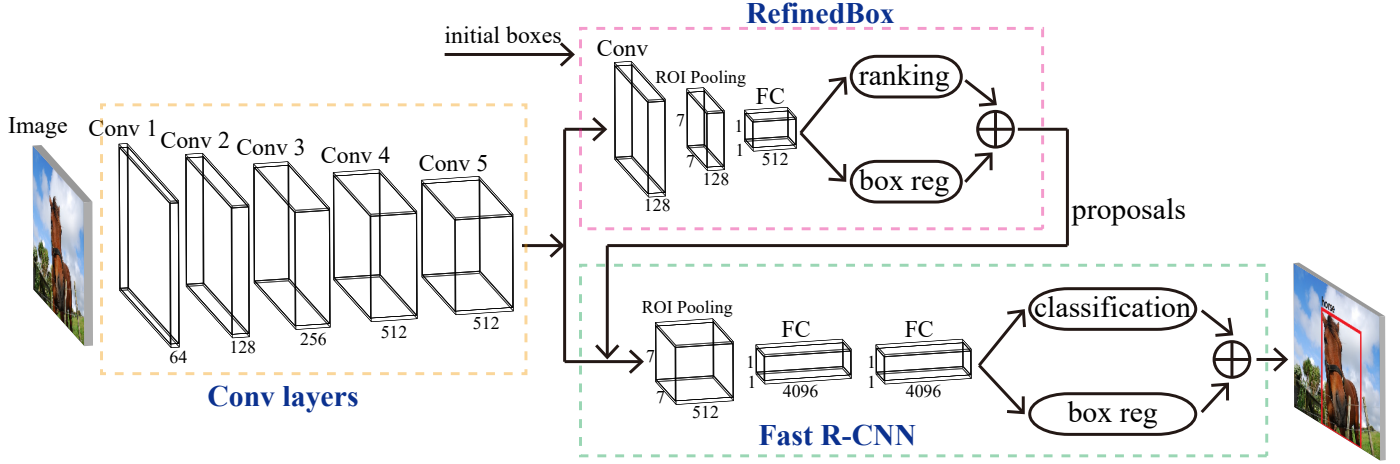 RefinedBox
initial boxes
Conv
ROI Pooling
FC
ranking
7
7
128
1
1
512
128
box reg
Image
Conv 1
Conv 2
Conv 3
Conv 4
Conv 5
64
128
256
512
512
Conv layers
proposals
ROI Pooling
FC
FC
classification
7
7
512
1
1
4096
1
1
4096
box reg
Fast R-CNN
horse